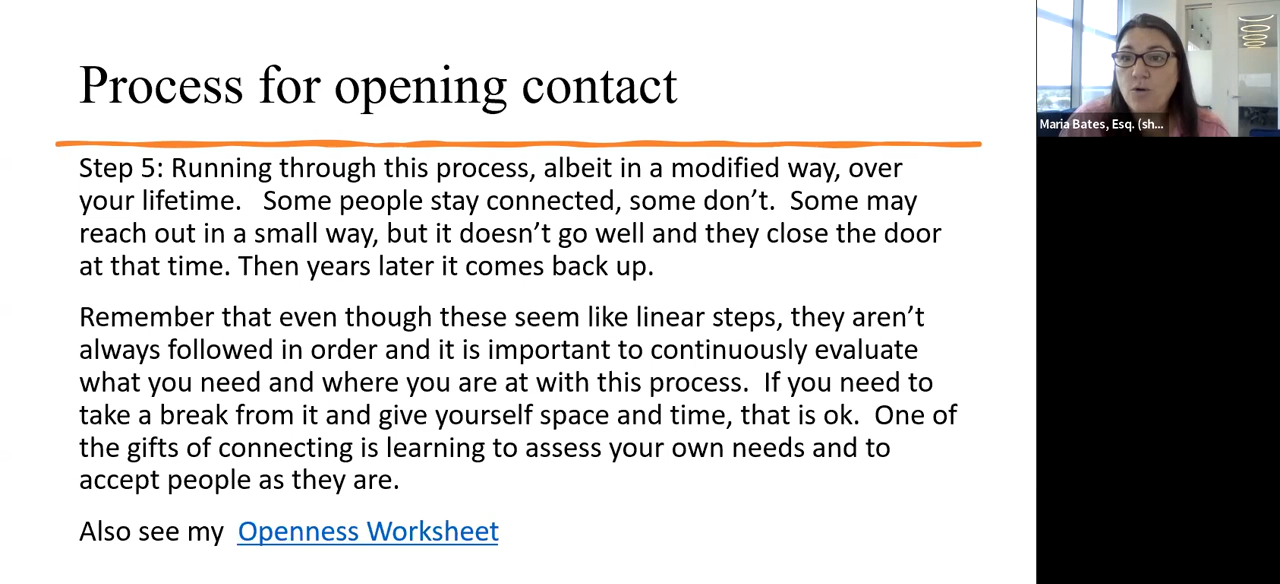 Process for opening contact
Step 5: Running through this process, albeit in a modified way, over
your lifetime.   Some people stay connected, some don’t.  Some may
reach out in a small way, but it doesn’t go well and they close the door
at that time. Then years later it comes back up.
Remember that even though these seem like linear steps, they aren’t
always followed in order and it is important to continuously evaluate
what you need and where you are at with this process.  If you need to
take a break from it and give yourself space and time, that is ok.  One of
the gifts of connecting is learning to assess your own needs and to
accept people as they are.
Also see my  Openness Worksheet
Maria Bates, Esq. (sh...